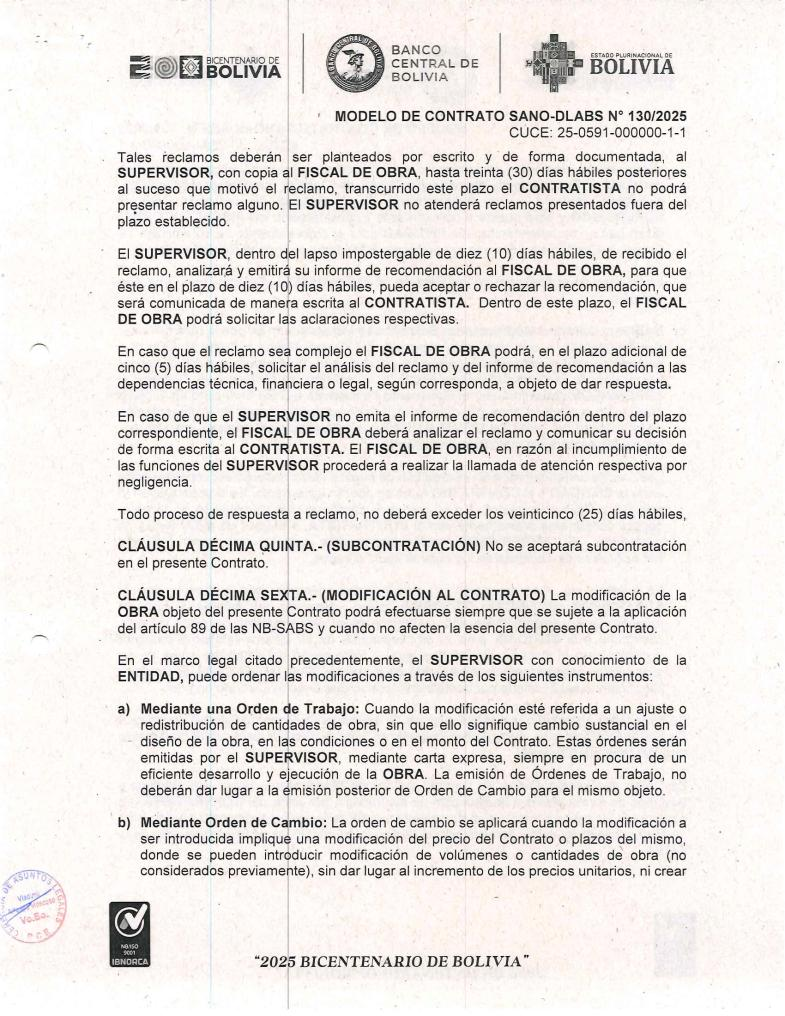 BICENTENARIO DE
BOLIVIA
BANCO CENTRAL DE BOLIVIA
BANCO
CENTRAL DE
BOLIVIA
ESTADO PLURINACIONAL DE
BOLIVIA
MODELO DE CONTRATO SANO-DLABS N° 130/2025
CUCE: 25-0591-000000-1-1
Tales reclamos deberán ser planteados por escrito y de forma documentada, al
SUPERVISOR, con copia al FISCAL DE OBRA, hasta treinta (30) días hábiles posteriores
al suceso que motivó el reclamo, transcurrido este plazo el CONTRATISTA no podrá
presentar reclamo alguno. El SUPERVISOR no atenderá reclamos presentados fuera del
plazo establecido.
El SUPERVISOR, dentro del lapso impostergable de diez (10) días hábiles, de recibido el
reclamo, analizará y emitirá su informe de recomendación al FISCAL DE OBRA, para que
éste en el plazo de diez (10) días hábiles, pueda aceptar o rechazar la recomendación, que
será comunicada de manera escrita al CONTRATISTA. Dentro de este plazo, el FISCAL
DE OBRA podrá solicitar las aclaraciones respectivas.
En caso que el reclamo sea complejo el FISCAL DE OBRA podrá, en el plazo adicional de
cinco (5) días hábiles, solicitar el análisis del reclamo y del informe de recomendación a las
dependencias técnica, financiera o legal, según corresponda, a objeto de dar respuesta.
En caso de que el SUPERVISOR no emita el informe de recomendación dentro del plazo
correspondiente, el FISCAL DE OBRA deberá analizar el reclamo y comunicar su decisión
de forma escrita al CONTRATISTA. El FISCAL DE OBRA, en razón al incumplimiento de
las funciones del SUPERVISOR procederá a realizar la llamada de atención respectiva por
negligencia.
Todo proceso de respuesta a reclamo, no deberá exceder los veinticinco (25) días hábiles,
CLÁUSULA DÉCIMA QUINTA.- (SUBCONTRATACIÓN) No se aceptará subcontratación
en el presente Contrato.
CLÁUSULA DÉCIMA SEXTA.- (MODIFICACIÓN AL CONTRATO) La modificación de la
OBRA objeto del presente Contrato podrá efectuarse siempre que se sujete a la aplicación
del artículo 89 de las NB-SABS y cuando no afecten la esencia del presente Contrato.
En el marco legal citado precedentemente, el SUPERVISOR con conocimiento de la
ENTIDAD, puede ordenar las modificaciones a través de los siguientes instrumentos:
a) Mediante una Orden de Trabajo: Cuando la modificación esté referida a un ajuste o
redistribución de cantidades de obra, sin que ello signifique cambio sustancial en el
diseño de la obra, en las condiciones o en el monto del Contrato. Estas órdenes serán
emitidas por el SUPERVISOR, mediante carta expresa, siempre en procura de un
eficiente desarrollo y ejecución de la OBRA. La emisión de Órdenes de Trabajo, no
deberán dar lugar a la emisión posterior de Orden de Cambio para el mismo objeto.
b) Mediante Orden de Cambio: La orden de cambio se aplicará cuando la modificación a
ser introducida implique una modificación del precio del Contrato o plazos del mismo,
donde se pueden introducir modificación de volúmenes o cantidades de obra (no
considerados previamente), sin dar lugar al incremento de los precios unitarios, ni crear
DE ASUNTOS LEGALES
Vo.Bo.
B.C.B.
NB/ISO
9001
IBNORCA
"2025 BICENTENARIO DE BOLIVIA"